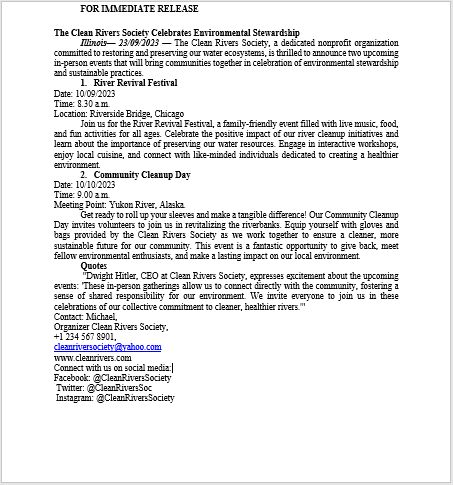 FOR IMMEDIATE RELEASE
The Clean Rivers Society Celebrates Environmental Stewardship
Illinois— 23/09/2023 — The Clean Rivers Society, a dedicated nonprofit organization
committed to restoring and preserving our water ecosystems, is thrilled to announce two upcoming
in-person events that will bring communities together in celebration of environmental stewardship
and sustainable practices.
1. River Revival Festival
Date: 10/09/2023
Time: 8.30 a.m.
Location: Riverside Bridge, Chicago
Join us for the River Revival Festival, a family-friendly event filled with live music, food,
and fun activities for all ages. Celebrate the positive impact of our river cleanup initiatives and
learn about the importance of preserving our water resources. Engage in interactive workshops,
enjoy local cuisine, and connect with like-minded individuals dedicated to creating a healthier
environment.
2. Community Cleanup Day
Date: 10/10/2023
Time: 9.00 a.m.
Meeting Point: Yukon River, Alaska.
Get ready to roll up your sleeves and make a tangible difference! Our Community Cleanup
Day invites volunteers to join us in revitalizing the riverbanks. Equip yourself with gloves and
bags provided by the Clean Rivers Society as we work together to ensure a cleaner, more
sustainable future for our community. This event is a fantastic opportunity to give back, meet
fellow environmental enthusiasts, and make a lasting impact on our local environment.
Quotes
"Dwight Hitler, CEO at Clean Rivers Society, expresses excitement about the upcoming
events: 'These in-person gatherings allow us to connect directly with the community, fostering a
sense of shared responsibility for our environment. We invite everyone to join us in these
celebrations of our collective commitment to cleaner, healthier rivers.'"
Contact: Michael,
Organizer Clean Rivers Society,
+1 234 567 8901,
cleanriversociety@yahoo.com
www.cleanrivers.com
Connect with us on social media:
Facebook: @CleanRiversSociety
Twitter: @CleanRiversSoc
Instagram: @CleanRiversSociety